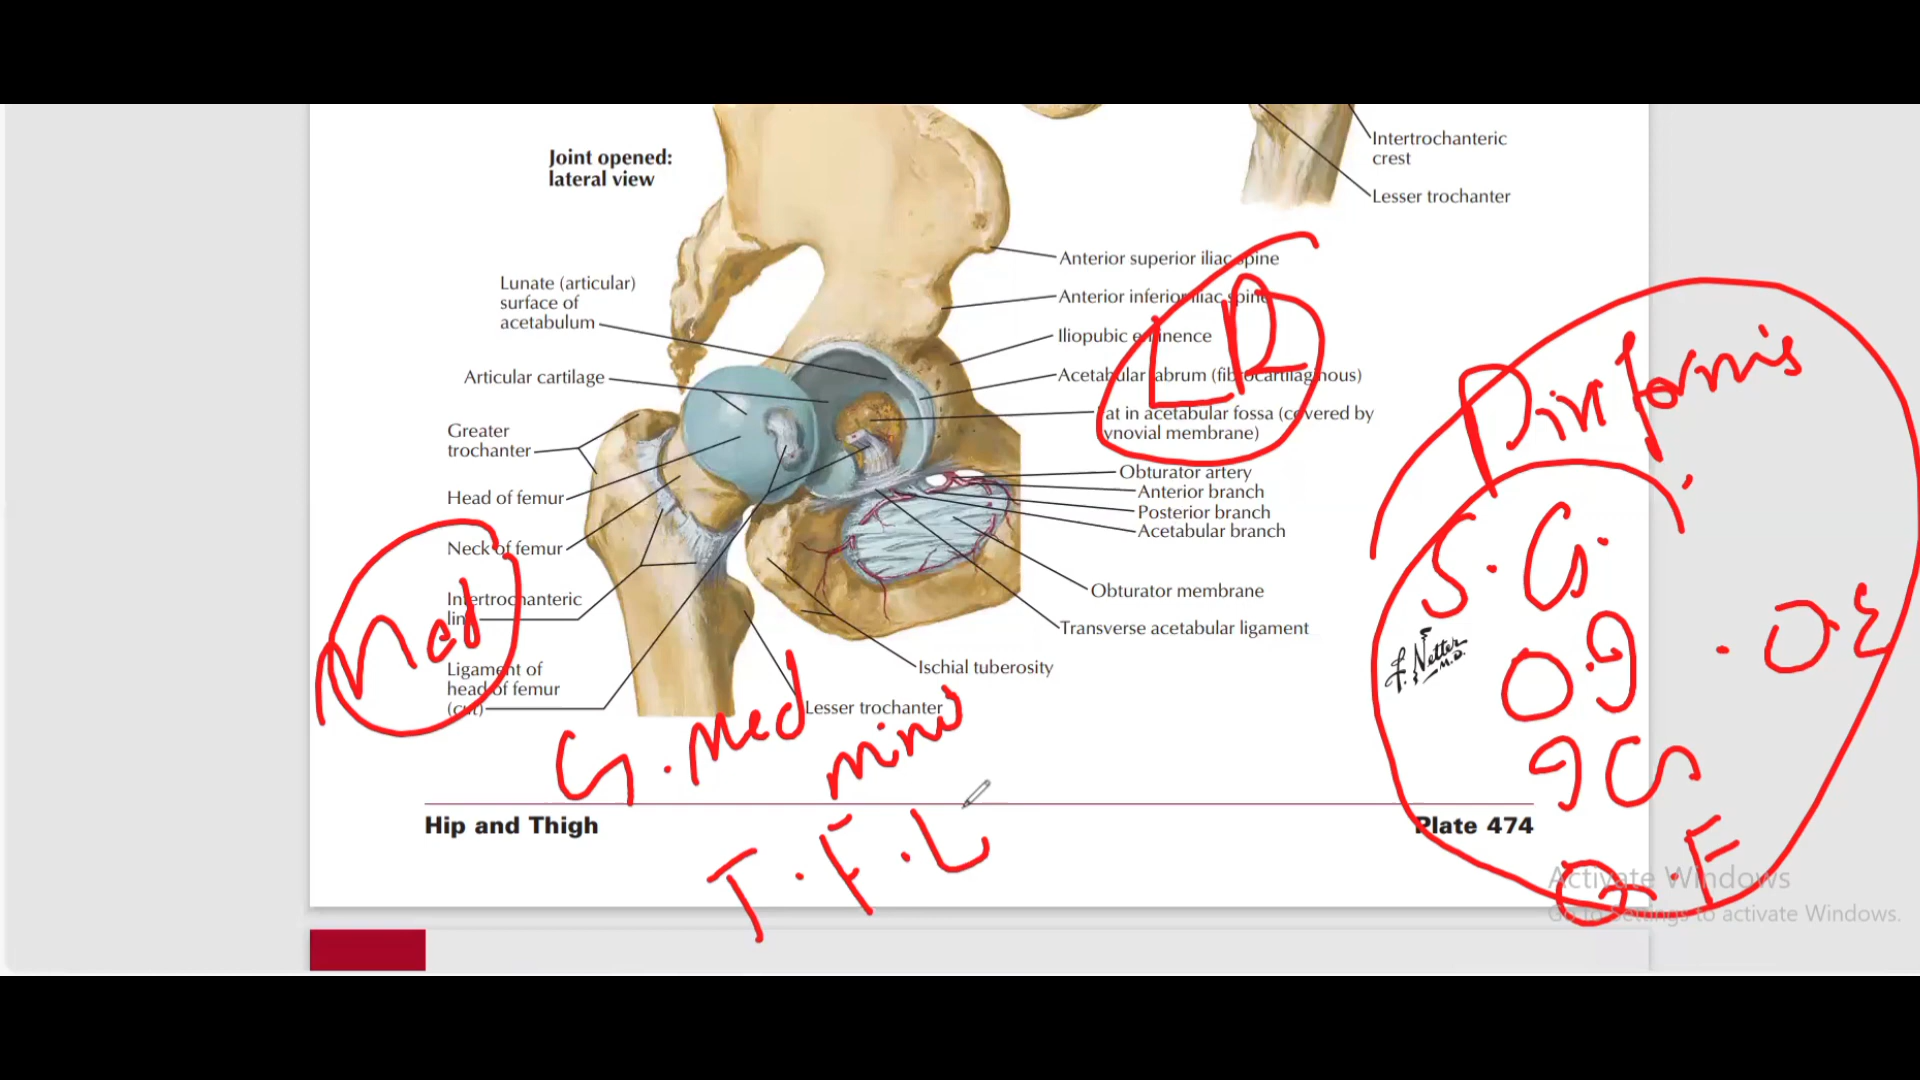 Joint opened:
lateral view
Intertrochanteric
crest
Lesser trochanter
Lunate (articular)
surface of
acetabulum
Articular cartilage
Greater
trochanter
Head of femur
Neck of femur
Intertrochanteric
line
Ligament of
head of femur
(cut)
Anterior superior iliac spine
Anterior inferior iliac spine
Iliopubic eminence
Acetabular labrum (fibrocartilaginous)
Fat in acetabular fossa (covered by
synovial membrane)
Obturator artery
Anterior branch
Posterior branch
Acetabular branch
Obturator membrane
Transverse acetabular ligament
Ischial tuberosity
Lesser trochanter
LR
Med
G. Med
T. F. L
S. G.
O.E
Q. F
F. Netter
M.D.
Hip and Thigh
Plate 474
Activate Windows
Go to Settings to activate Windows.